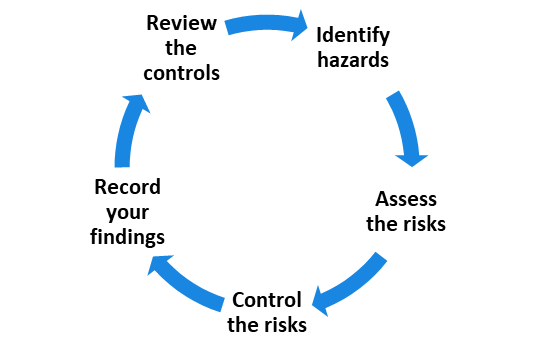 Review
the
controls
Identify
hazards
Assess
the risks
Control
the risks
Record
your
findings